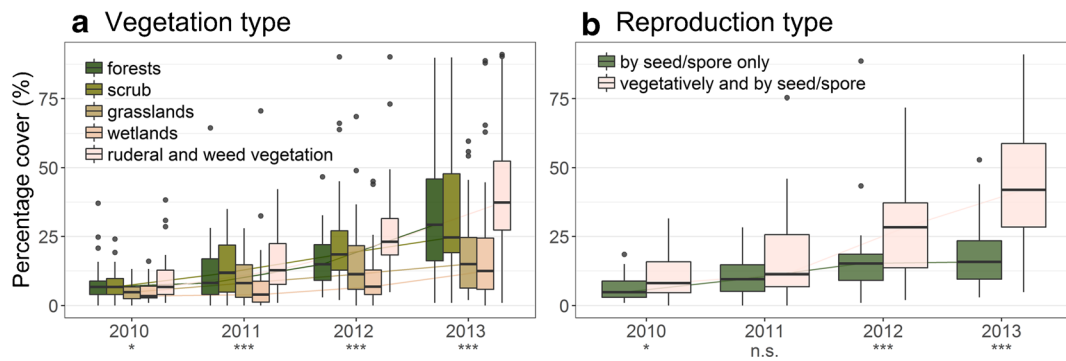 a Vegetation type
Percentage cover (%)
75
50
25
0
forests
scrub
grasslands
wetlands
ruderal and weed vegetation
2010 2011 2012 2013
* *** *** ***
b Reproduction type
75
50
25
0
by seed/spore only
vegetatively and by seed/spore
2010 2011 2012 2013
* n.s. *** ***